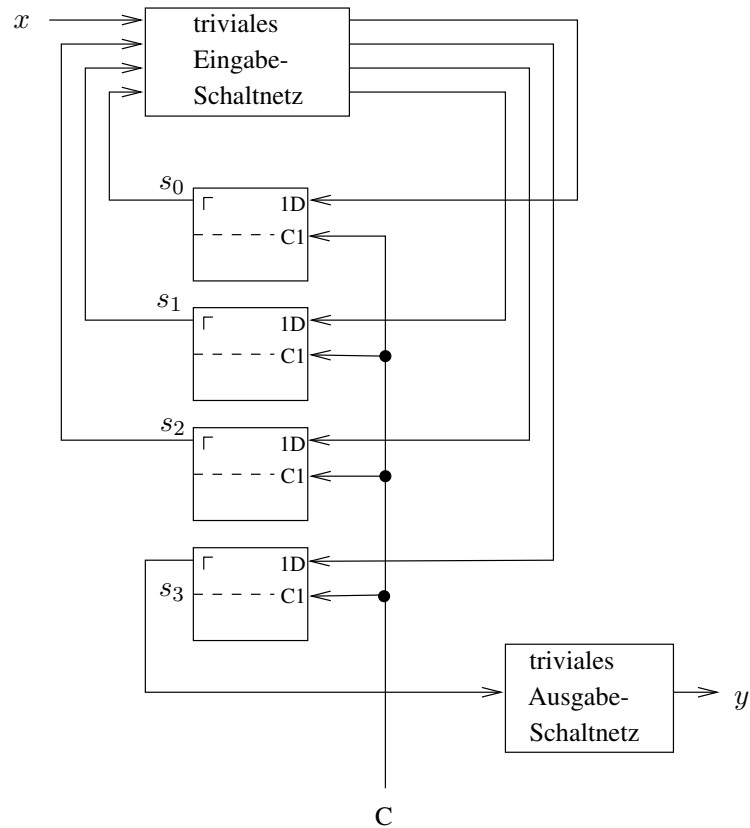 x
triviales
Eingabe-
Schaltnetz
s₀
1D
C1
s₁
1D
C1
s₂
1D
C1
s₃
1D
C1
triviales
Ausgabe-
Schaltnetz
y
C